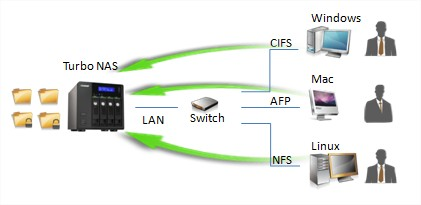 Windows
CIFS
Turbo NAS
Mac
LAN
Switch
AFP
Linux
NFS